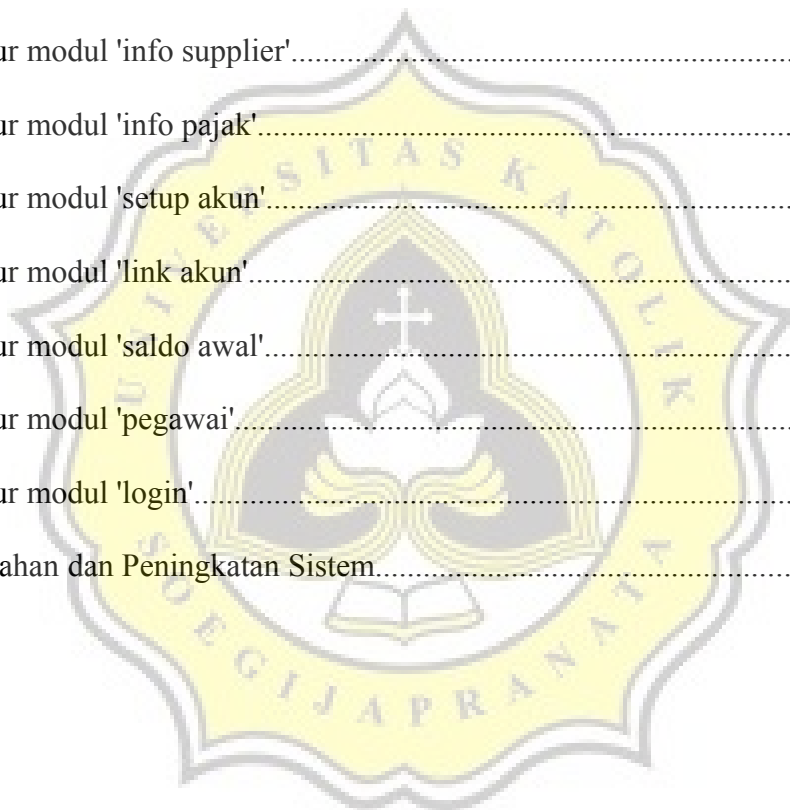 ur modul 'info supplier'
ur modul 'info pajak'
ur modul 'setup akun'
ur modul 'link akun'
ur modul 'saldo awal'
ur modul 'pegawai'
ur modul 'login'
ahan dan Peningkatan Sistem
UNIVERSITAS KATOLIK
SOEGIJAPRANATA